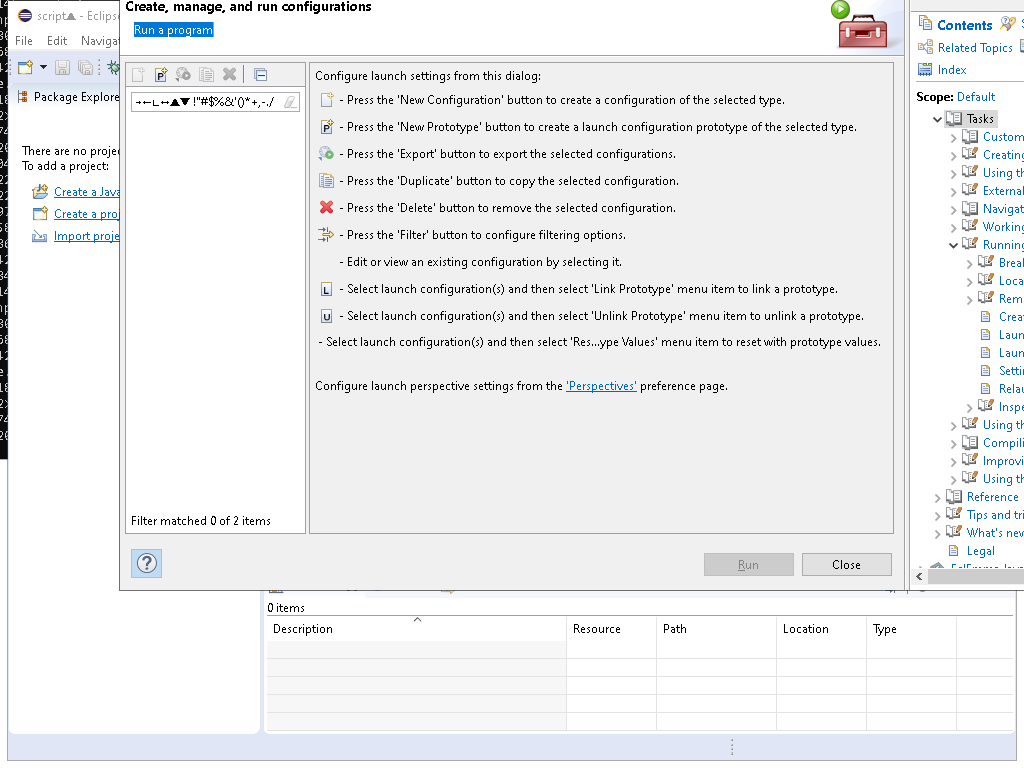 Create, manage, and run configurations
Run a program
script▲ - Eclips
File Edit Naviga
Package Explore
There are no projec
To add a project:
Create a Java
Create a proj
Import proje
→←∟↔▲▼ !"#$%&'()*+,-./
Filter matched 0 of 2 items
Configure launch settings from this dialog:
- Press the 'New Configuration' button to create a configuration of the selected type.
P - Press the 'New Prototype' button to create a launch configuration prototype of the selected type.
- Press the 'Export' button to export the selected configurations.
- Press the 'Duplicate' button to copy the selected configuration.
- Press the 'Delete' button to remove the selected configuration.
- Press the 'Filter' button to configure filtering options.
- Edit or view an existing configuration by selecting it.
L - Select launch configuration(s) and then select 'Link Prototype' menu item to link a prototype.
U - Select launch configuration(s) and then select 'Unlink Prototype' menu item to unlink a prototype.
- Select launch configuration(s) and then select 'Res...ype Values' menu item to reset with prototype values.
Configure launch perspective settings from the 'Perspectives' preference page.
? Run Close
Contents
Related Topics
Index
Scope: Default
Tasks
Custom
Creating
Using th
External
Navigat
Working
Running
Brea
Loca
Rem
Crea
Laun
Laun
Setti
Relau
Inspe
Using th
Compili
Improvi
Using th
Reference
Tips and tri
What's new
Legal
0 items
Description Resource Path Location Type